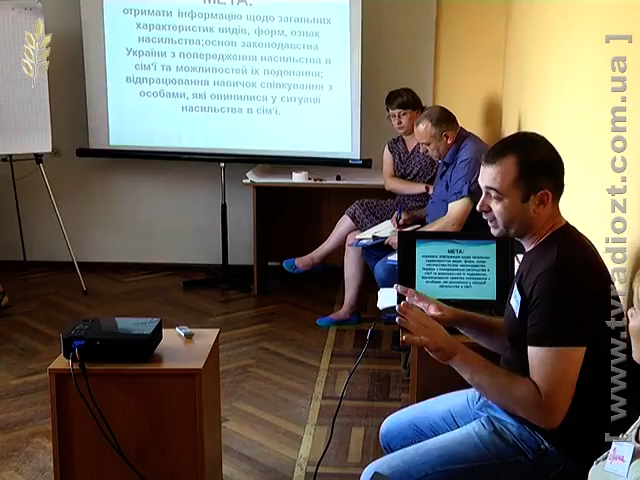 МЕТА:
отримати інформацію щодо загальних
характеристик видів, форм, ознак
насильства;основ законодавства
України з попередження насильства в
сім'ї та можливостей їх подолання;
відпрацювання навичок спілкування з
особами, які опинилися у ситуації
насильства в сім'ї.
МЕТА:
[ www.tvradiozt.com.ua ]